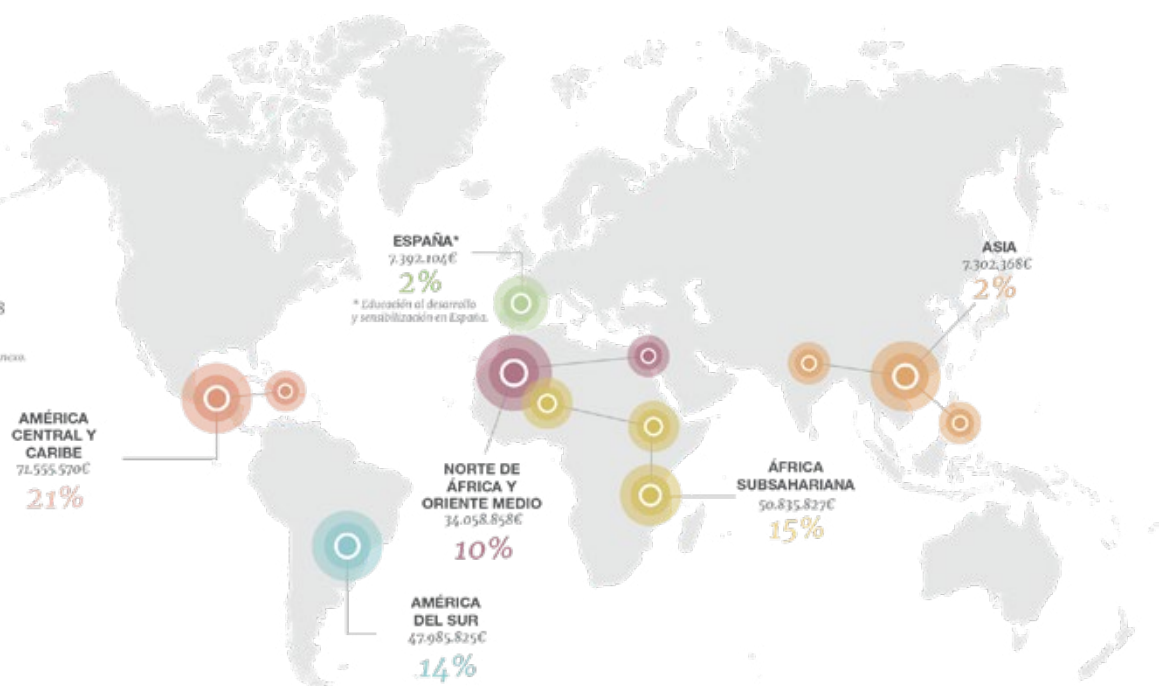 ESPAÑA*
7.392.104€
2%
* Educación al desarrollo
y sensibilización en España.
ASIA
7.302.368€
2%
8
AMÉRICA
CENTRAL Y
CARIBE
71.555.570€
21%
NORTE DE
ÁFRICA Y
ORIENTE MEDIO
34.058.858€
10%
ÁFRICA
SUBSAHARIANA
50.835.827€
15%
AMÉRICA
DEL SUR
47.985.825€
14%